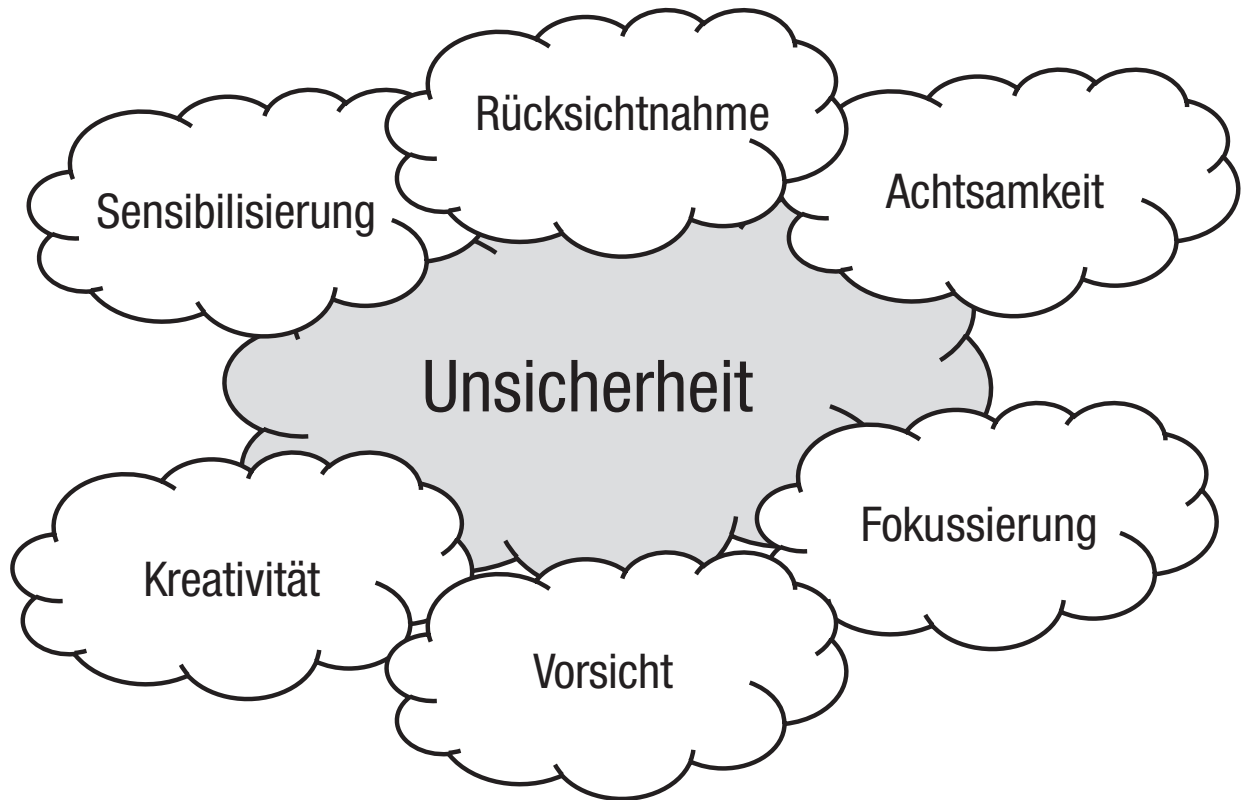 Rücksichtnahme
Sensibilisierung
Achtsamkeit
Unsicherheit
Kreativität
Fokussierung
Vorsicht